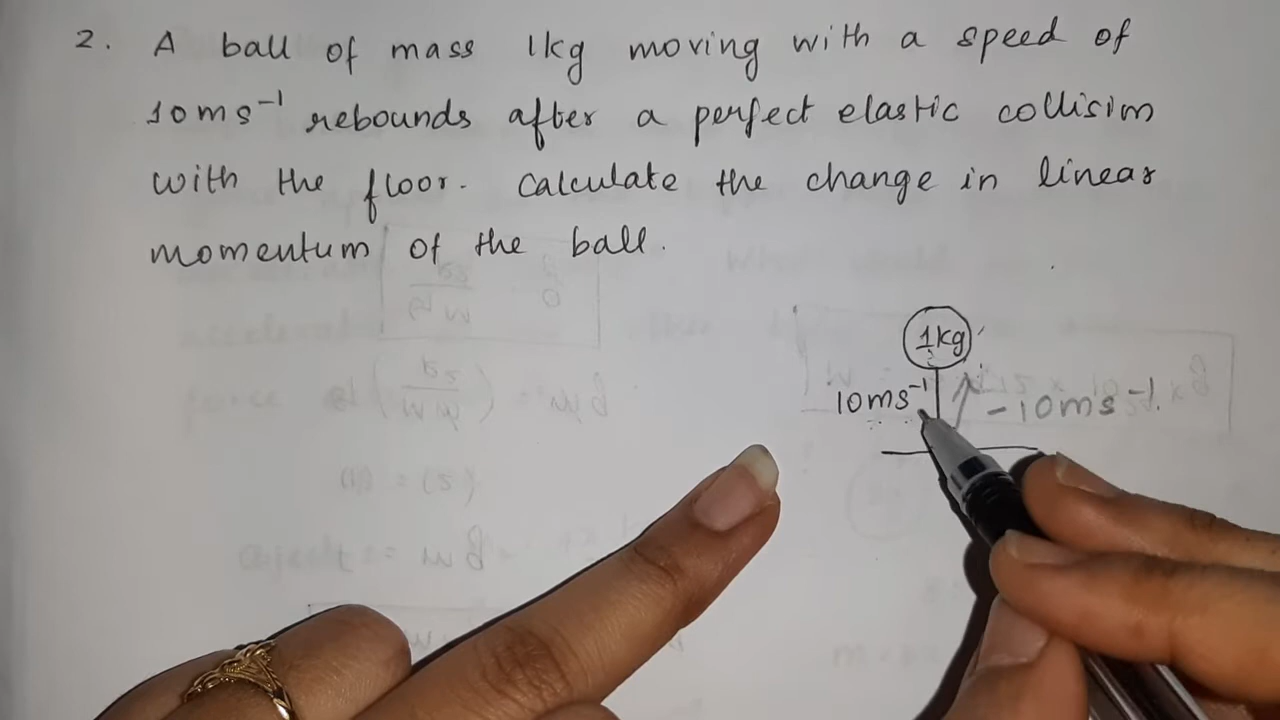 2. A ball of mass 1kg moving with a speed of
10ms⁻¹ rebounds after a perfect elastic collision
with the floor. Calculate the change in linear
momentum of the ball.
1kg
10ms⁻¹ -10ms⁻¹.